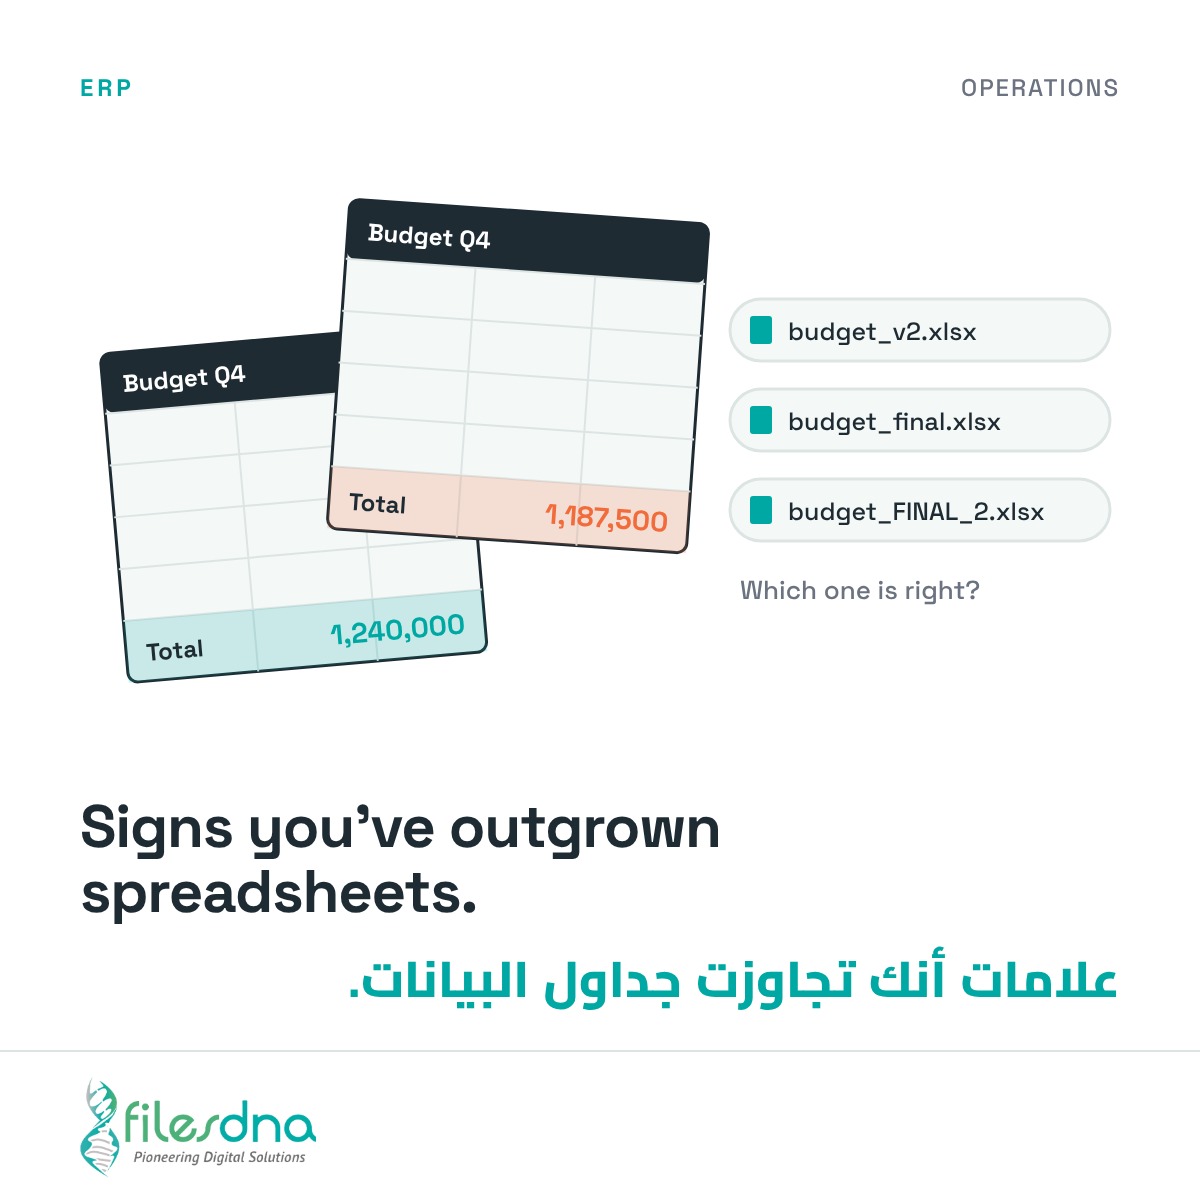 ERP
OPERATIONS
Budget Q4
Total
1,187,500
Budget Q4
Total
1,240,000
budget_v2.xlsx
budget_final.xlsx
budget_FINAL_2.xlsx
Which one is right?
Signs you’ve outgrown
spreadsheets.
علامات أنك تجاوزت جداول البيانات.
filesdna
Pioneering Digital Solutions